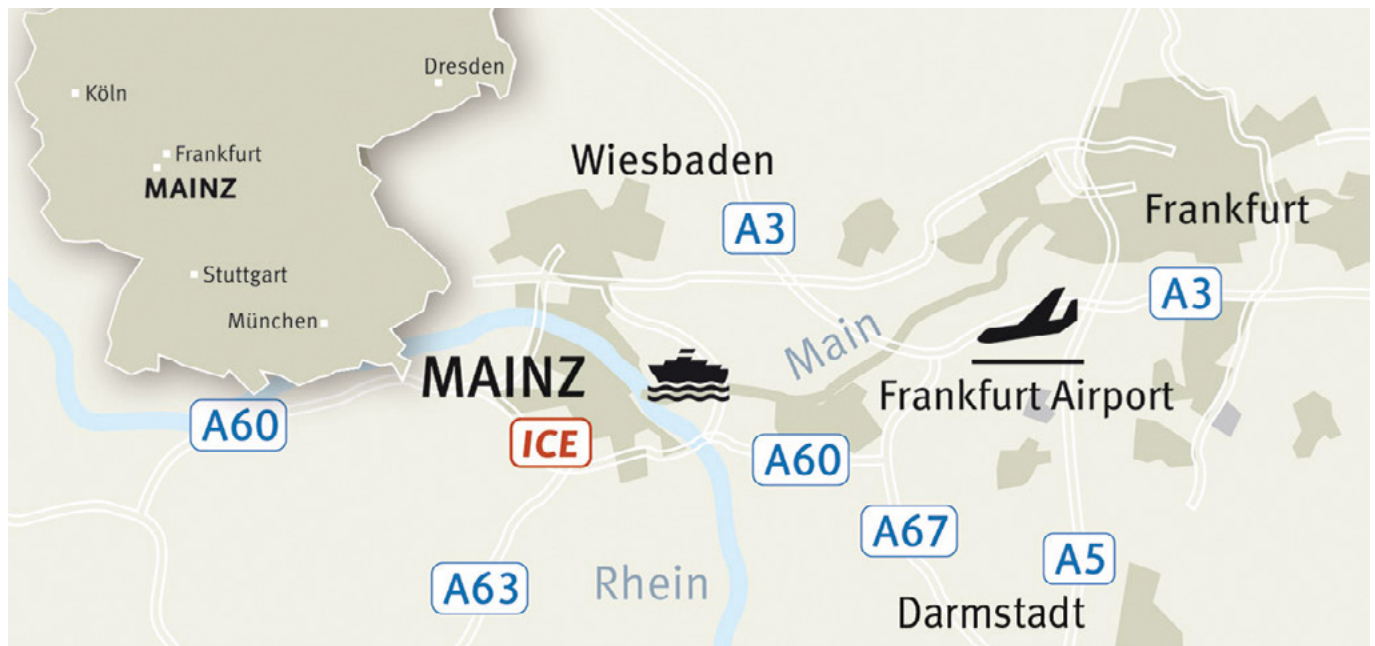 Dresden
Köln
Frankfurt
MAINZ
Stuttgart
München
Wiesbaden
A3
Frankfurt
A3
Main
MAINZ
Frankfurt Airport
A60
ICE
A60
A67
A5
A63
Rhein
Darmstadt